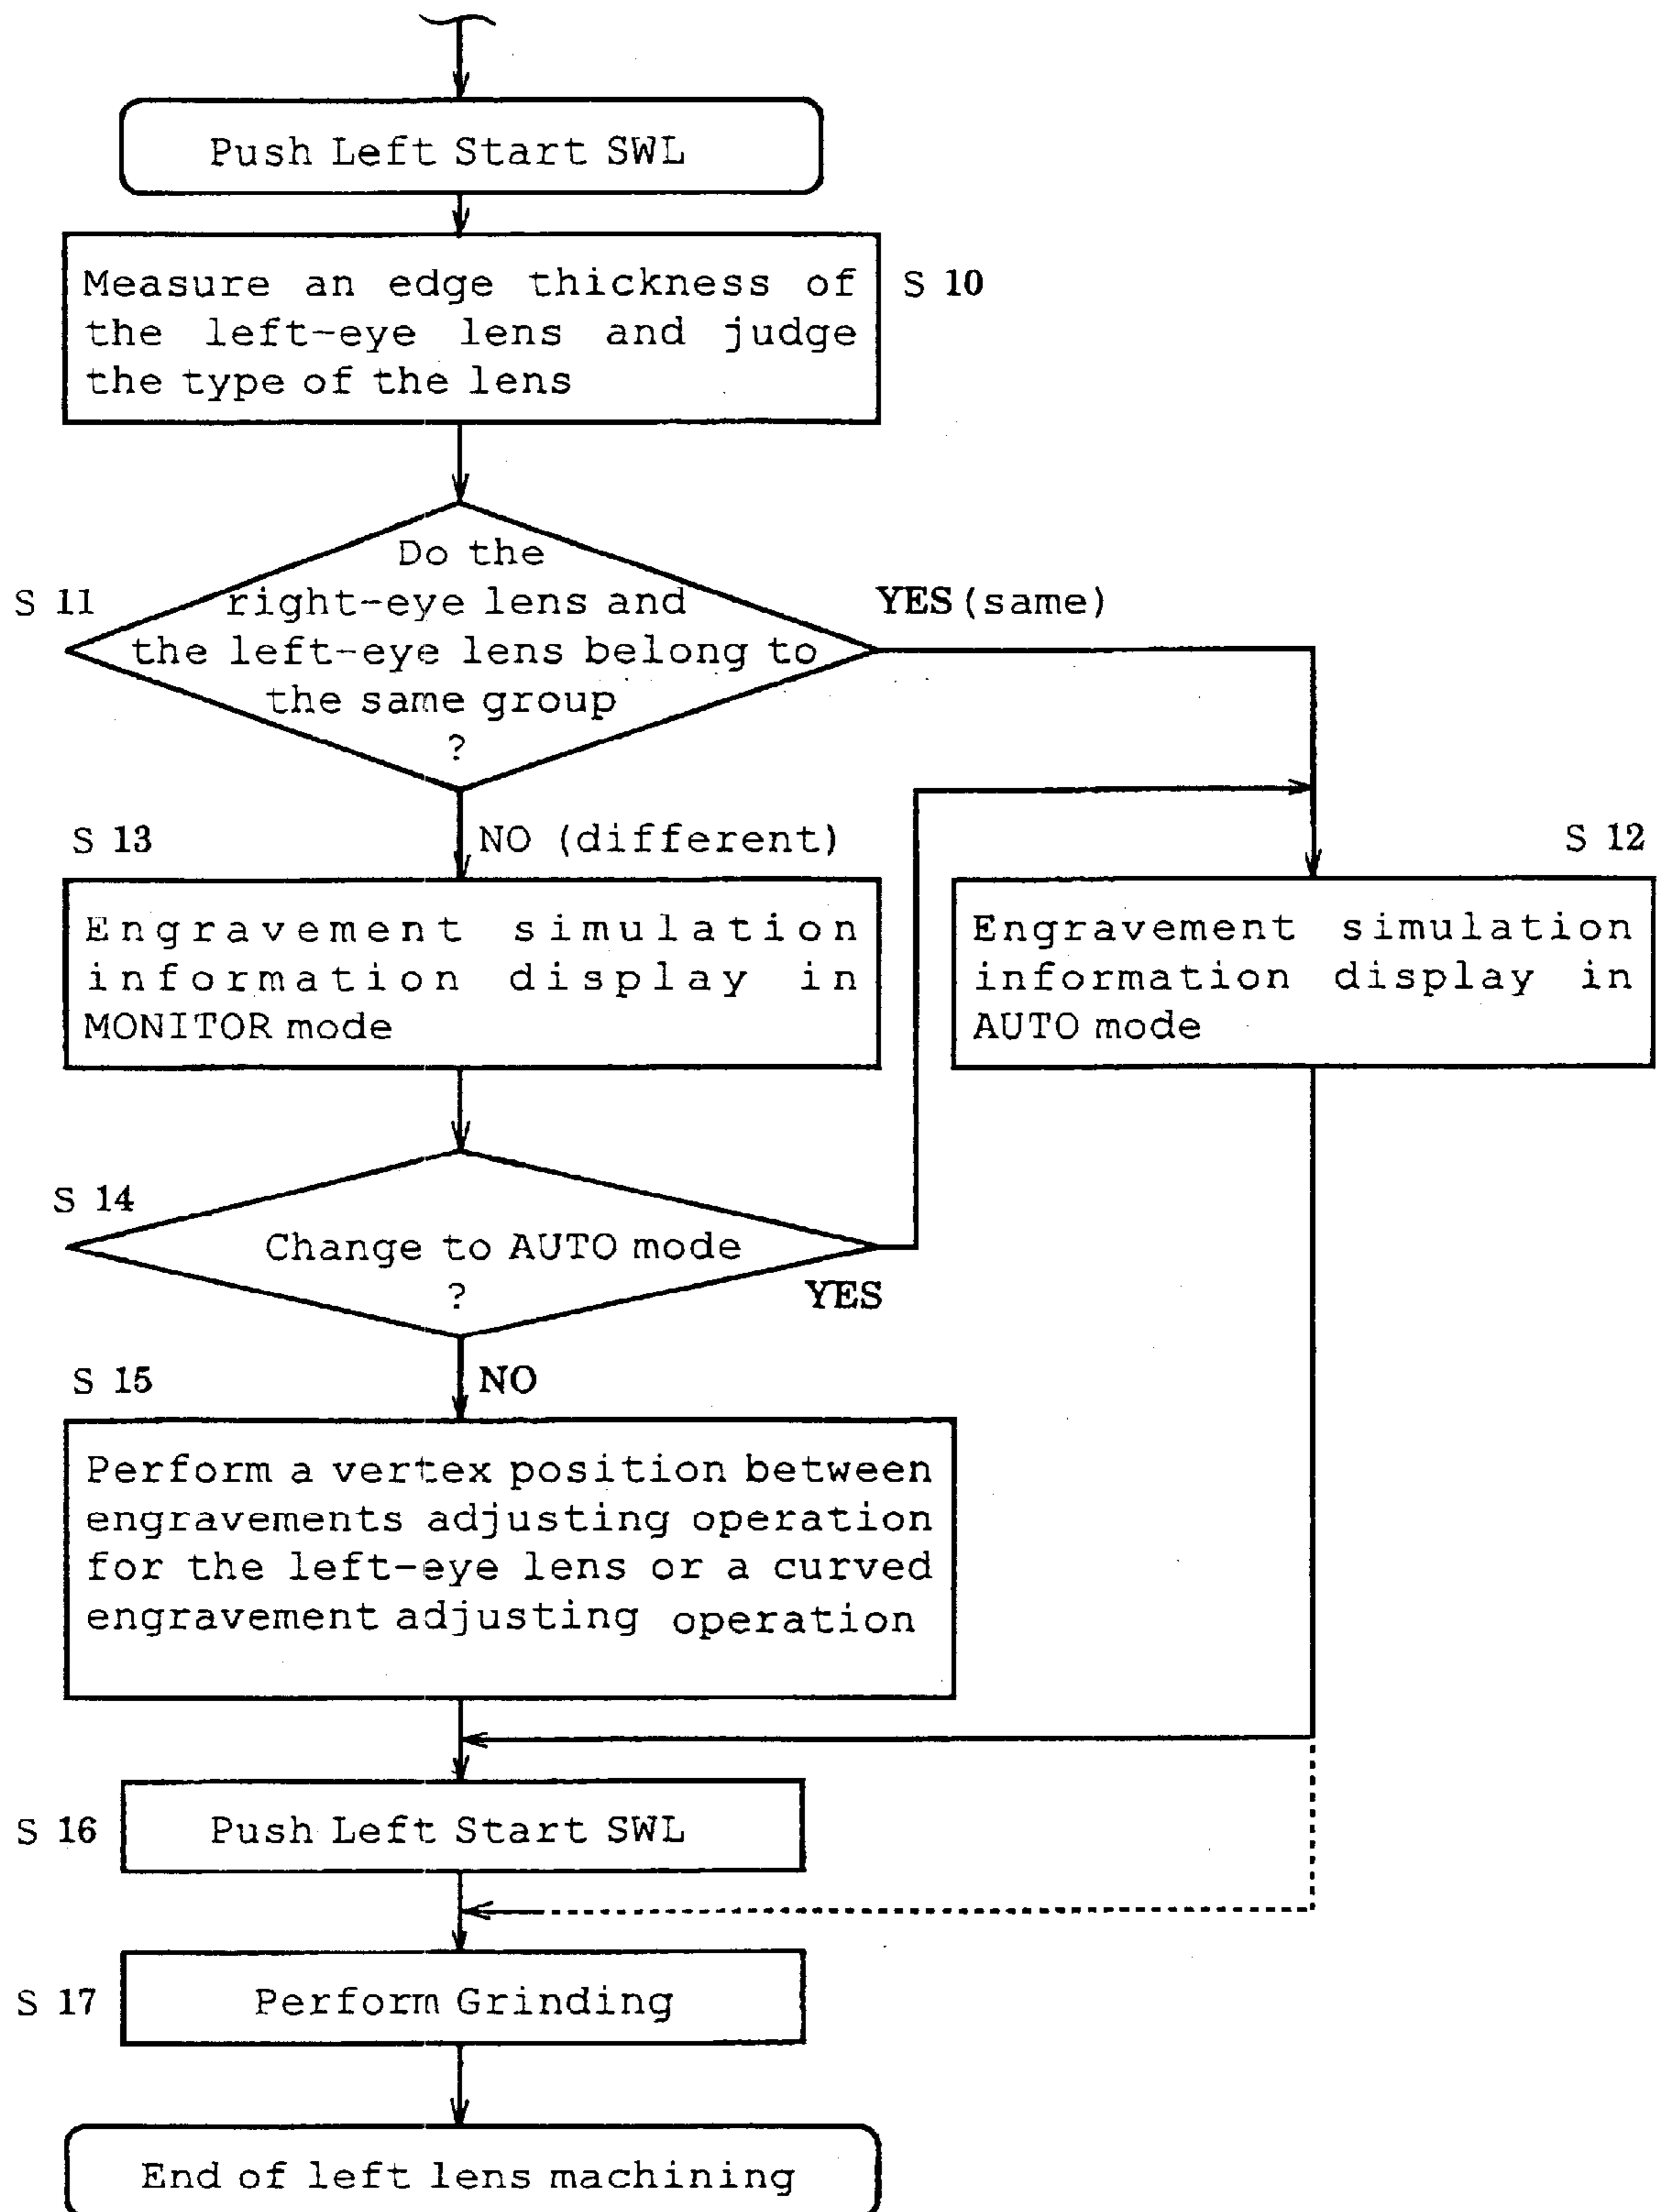 Push Left Start SWL
Measure an edge thickness of
the left-eye lens and judge
the type of the lens
S 10
Do the
right-eye lens and
the left-eye lens belong to
the same group
?
S 11
YES (same)
S 13
NO (different)
S 12
Engravement simulation
information display in
MONITOR mode
Engravement simulation
information display in
AUTO mode
S 14
Change to AUTO mode
?
YES
S 15
NO
Perform a vertex position between
engravements adjusting operation
for the left-eye lens or a curved
engravement adjusting operation
S 16
Push Left Start SWL
S 17
Perform Grinding
End of left lens machining